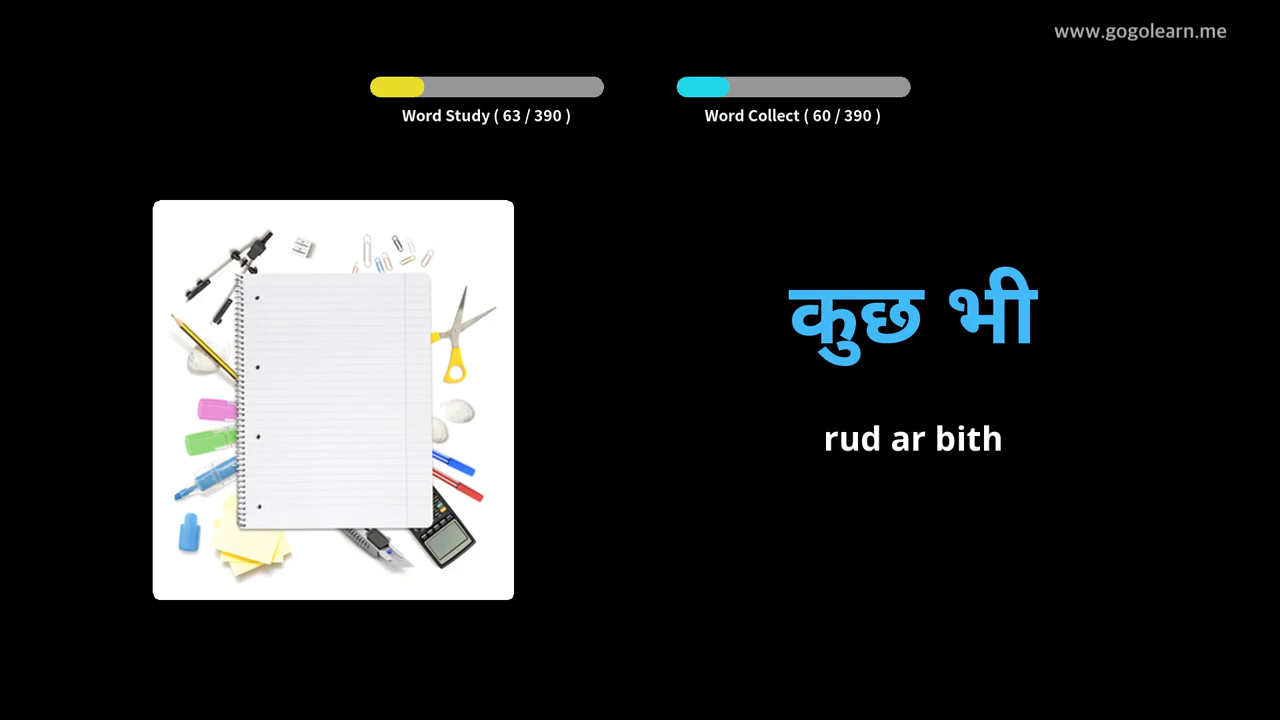 www.gogolearn.me
Word Study ( 63 / 390 )
Word Collect ( 60 / 390 )
कुछ भी
rud ar bith